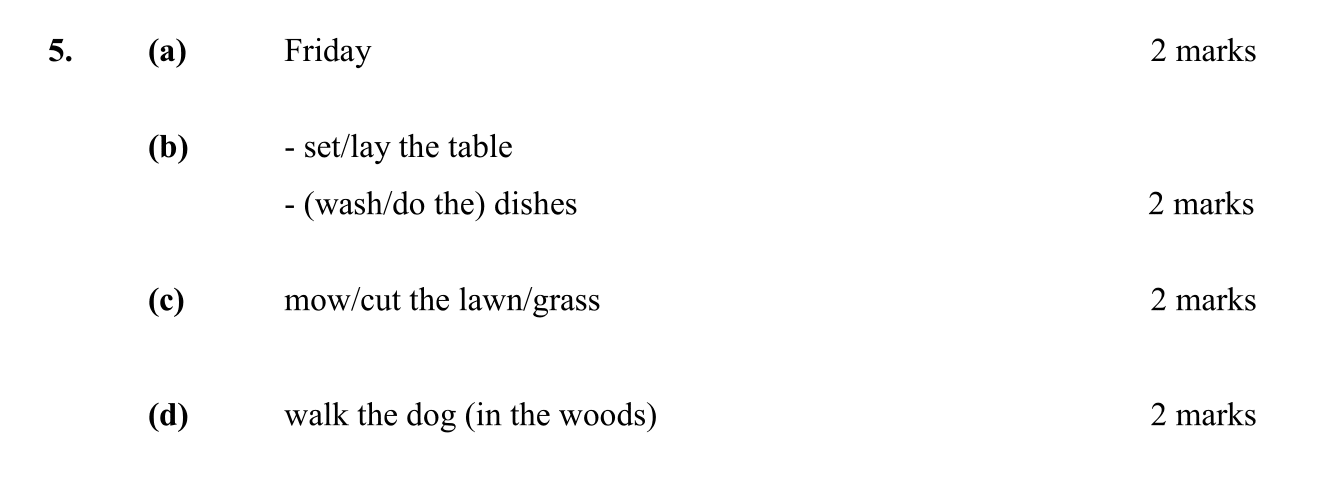 5. (a) Friday 2 marks
(b) - set/lay the table
- (wash/do the) dishes 2 marks
(c) mow/cut the lawn/grass 2 marks
(d) walk the dog (in the woods) 2 marks